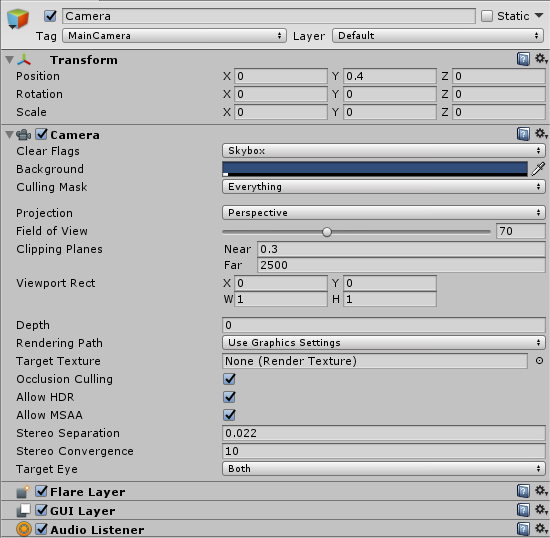 Camera Static
Tag MainCamera Layer Default
Transform
Position X 0 Y 0.4 Z 0
Rotation X 0 Y 0 Z 0
Scale X 0 Y 0 Z 0
Camera
Clear Flags Skybox
Background
Culling Mask Everything
Projection Perspective
Field of View 70
Clipping Planes Near 0.3
Far 2500
Viewport Rect X 0 Y 0
W 1 H 1
Depth 0
Rendering Path Use Graphics Settings
Target Texture None (Render Texture)
Occlusion Culling
Allow HDR
Allow MSAA
Stereo Separation 0.022
Stereo Convergence 10
Target Eye Both
Flare Layer
GUI Layer
Audio Listener